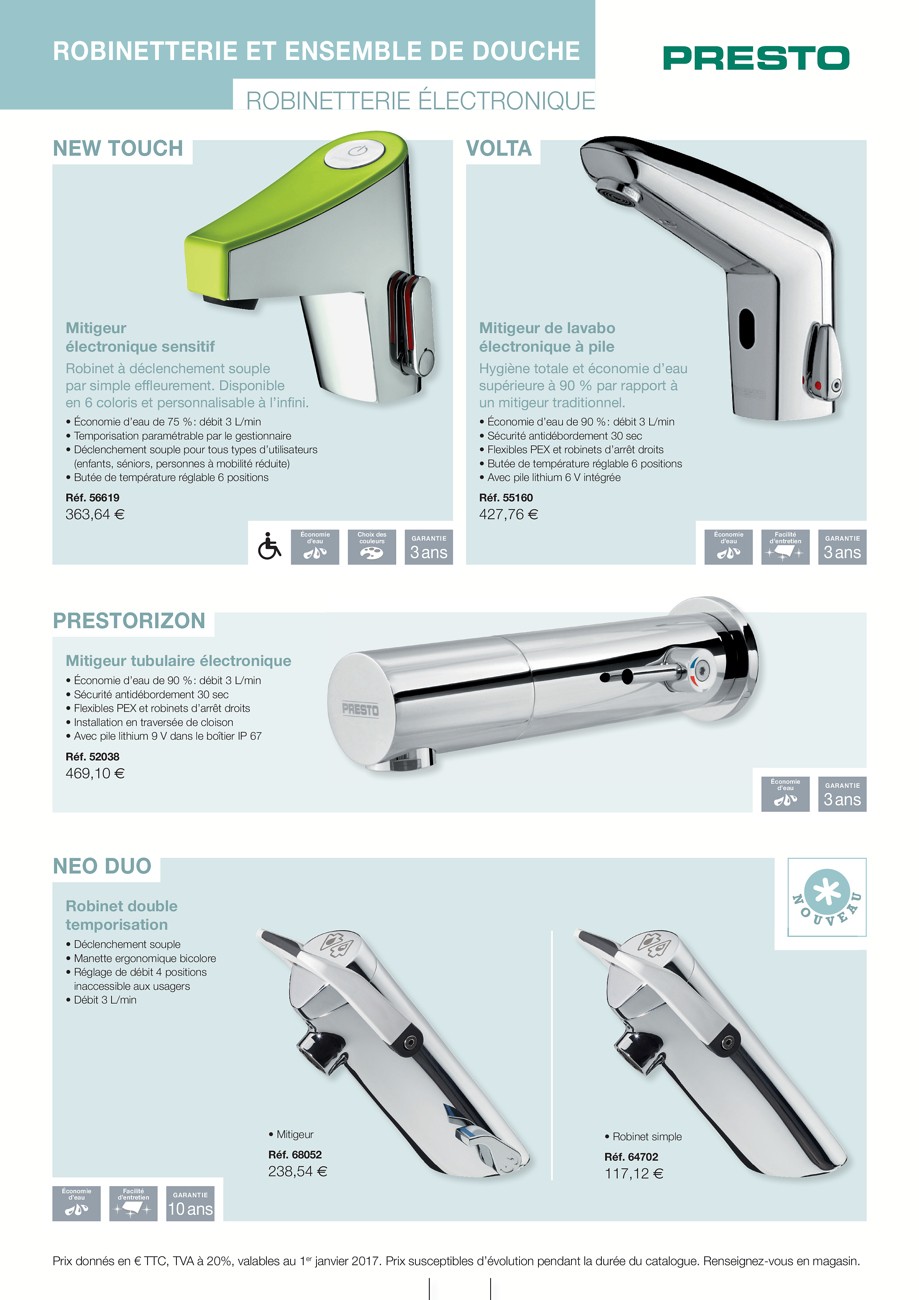 ROBINETTERIE ET ENSEMBLE DE DOUCHE
PRESTO
ROBINETTERIE ÉLECTRONIQUE
NEW TOUCH
Mitigeur
électronique sensitif
Robinet à déclenchement souple
par simple effleurement. Disponible
en 6 coloris et personnalisable à l'infini.
• Économie d'eau de 75 % : débit 3 L/min
• Temporisation paramétrable par le gestionnaire
• Déclenchement souple pour tous types d'utilisateurs
(enfants, séniors, personnes à mobilité réduite)
• Butée de température réglable 6 positions
Réf. 56619
363,64 €
Économie
d'eau
Choix des
couleurs
GARANTIE
3 ans
VOLTA
Mitigeur de lavabo
électronique à pile
Hygiène totale et économie d'eau
supérieure à 90 % par rapport à
un mitigeur traditionnel.
• Économie d'eau de 90 % : débit 3 L/min
• Sécurité antidébordement 30 sec
• Flexibles PEX et robinets d'arrêt droits
• Butée de température réglable 6 positions
• Avec pile lithium 6 V intégrée
Réf. 55160
427,76 €
Économie
d'eau
Facilité
d'entretien
GARANTIE
3 ans
PRESTORIZON
Mitigeur tubulaire électronique
• Économie d'eau de 90 % : débit 3 L/min
• Sécurité antidébordement 30 sec
• Flexibles PEX et robinets d'arrêt droits
• Installation en traversée de cloison
• Avec pile lithium 9 V dans le boîtier IP 67
Réf. 52038
469,10 €
PRESTO
Économie
d'eau
GARANTIE
3 ans
NEO DUO
NOUVEAU
Robinet double
temporisation
• Déclenchement souple
• Manette ergonomique bicolore
• Réglage de débit 4 positions
inaccessible aux usagers
• Débit 3 L/min
• Mitigeur
Réf. 68052
238,54 €
• Robinet simple
Réf. 64702
117,12 €
Économie
d'eau
Facilité
d'entretien
GARANTIE
10 ans
Prix donnés en € TTC, TVA à 20%, valables au 1er janvier 2017. Prix susceptibles d'évolution pendant la durée du catalogue. Renseignez-vous en magasin.